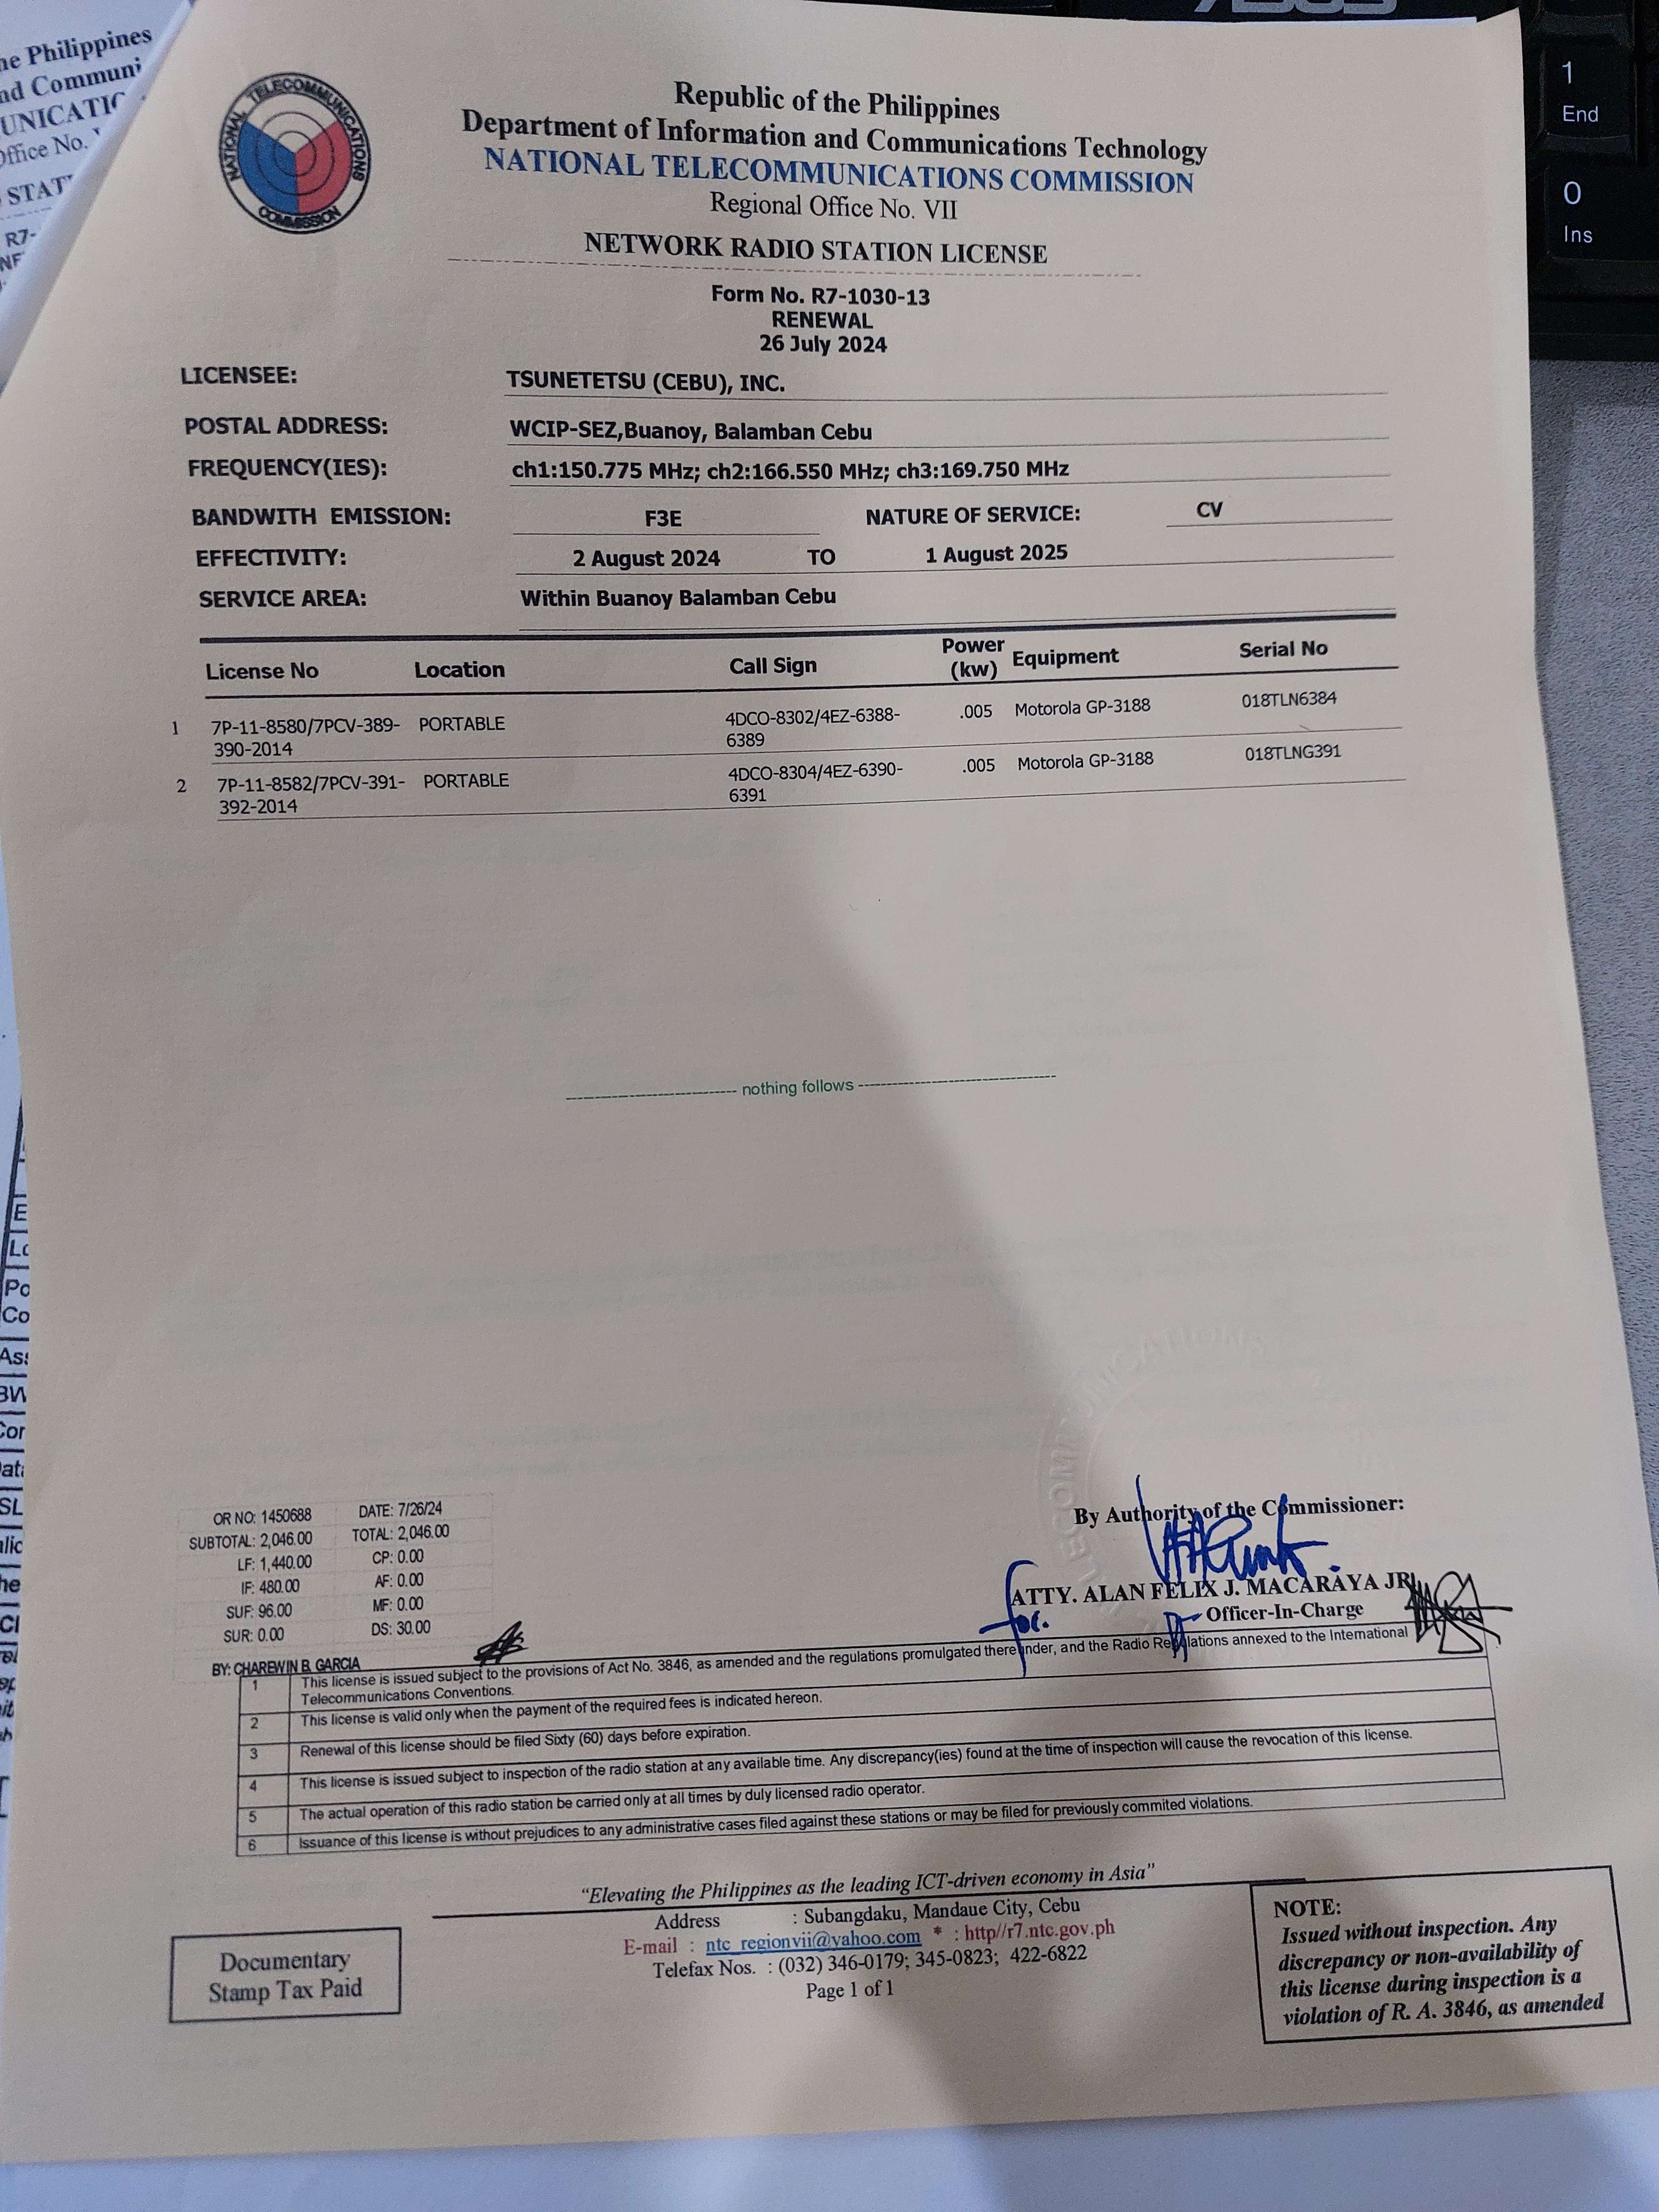 NATIONAL TELECOMMUNICATIONS
COMMISSION
Republic of the Philippines
Department of Information and Communications Technology
NATIONAL TELECOMMUNICATIONS COMMISSION
Regional Office No. VII
NETWORK RADIO STATION LICENSE
Form No. R7-1030-13
RENEWAL
26 July 2024
LICENSEE: TSUNETETSU (CEBU), INC.
POSTAL ADDRESS: WCIP-SEZ,Buanoy, Balamban Cebu
FREQUENCY(IES): ch1:150.775 MHz; ch2:166.550 MHz; ch3:169.750 MHz
BANDWITH EMISSION: F3E NATURE OF SERVICE: CV
EFFECTIVITY: 2 August 2024 TO 1 August 2025
SERVICE AREA: Within Buanoy Balamban Cebu
License No Location Call Sign Power (kw) Equipment Serial No
1 7P-11-8580/7PCV-389-390-2014 PORTABLE 4DCO-8302/4EZ-6388-6389 .005 Motorola GP-3188 018TLN6384
2 7P-11-8582/7PCV-391-392-2014 PORTABLE 4DCO-8304/4EZ-6390-6391 .005 Motorola GP-3188 018TLNG391
nothing follows
OR NO: 1450688 DATE: 7/26/24
SUBTOTAL: 2,046.00 TOTAL: 2,046.00
LF: 1,440.00 CP: 0.00
IF: 480.00 AF: 0.00
SUF: 96.00 MF: 0.00
SUR: 0.00 DS: 30.00
BY: CHAREWIN B. GARCIA
By Authority of the Commissioner:
for.
ATTY. ALAN FELIX J. MACARAYA JR.
Officer-In-Charge
1 This license is issued subject to the provisions of Act No. 3846, as amended and the regulations promulgated thereunder, and the Radio Regulations annexed to the International
Telecommunications Conventions.
2 This license is valid only when the payment of the required fees is indicated hereon.
3 Renewal of this license should be filed Sixty (60) days before expiration.
4 This license is issued subject to inspection of the radio station at any available time. Any discrepancy(ies) found at the time of inspection will cause the revocation of this license.
5 The actual operation of this radio station be carried only at all times by duly licensed radio operator.
6 Issuance of this license is without prejudices to any administrative cases filed against these stations or may be filed for previously commited violations.
"Elevating the Philippines as the leading ICT-driven economy in Asia"
Address : Subangdaku, Mandaue City, Cebu
E-mail : ntc_regionvii@yahoo.com * : http//r7.ntc.gov.ph
Telefax Nos. : (032) 346-0179; 345-0823; 422-6822
Page 1 of 1
Documentary
Stamp Tax Paid
NOTE:
Issued without inspection. Any
discrepancy or non-availability of
this license during inspection is a
violation of R. A. 3846, as amended
1
End
0
Ins